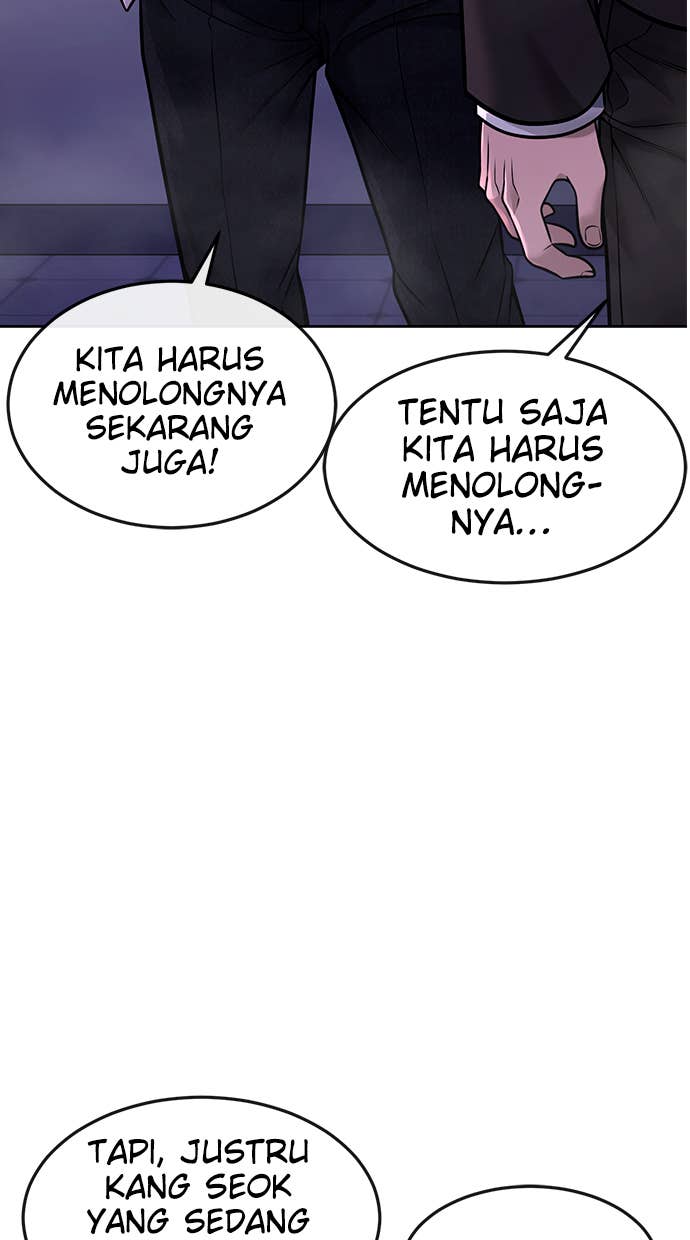 KITA HARUS
MENOLONGNYA
SEKARANG
JUGA!
TENTU SAJA
KITA HARUS
MENOLONG-
NYA...
TAPI, JUSTRU
KANG SEOK
YANG SEDANG